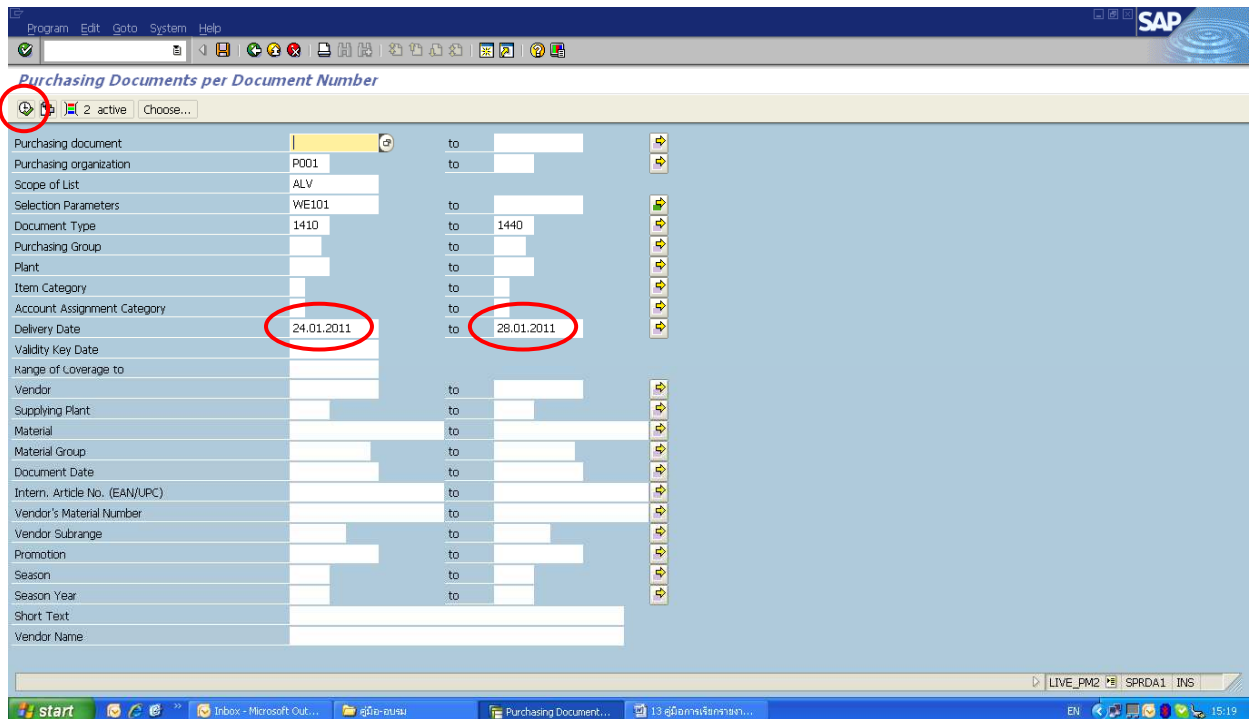 Program Edit Goto System Help
SAP
Purchasing Documents per Document Number
2 active Choose...
Purchasing document to
Purchasing organization P001 to
Scope of List ALV
Selection Parameters WE101 to
Document Type 1410 to 1440
Purchasing Group to
Plant to
Item Category to
Account Assignment Category to
Delivery Date 24.01.2011 to 28.01.2011
Validity Key Date
Range of Coverage to
Vendor to
Supplying Plant to
Material to
Material Group to
Document Date to
Intern. Article No. (EAN/UPC) to
Vendor's Material Number to
Vendor Subrange to
Promotion to
Season to
Season Year to
Short Text
Vendor Name
LIVE_PM2 SPRDA1 INS
start Inbox - Microsoft Out... คู่มือ-อบรม Purchasing Document... 13 คู่มือการเรียกรายงา... EN 15:19